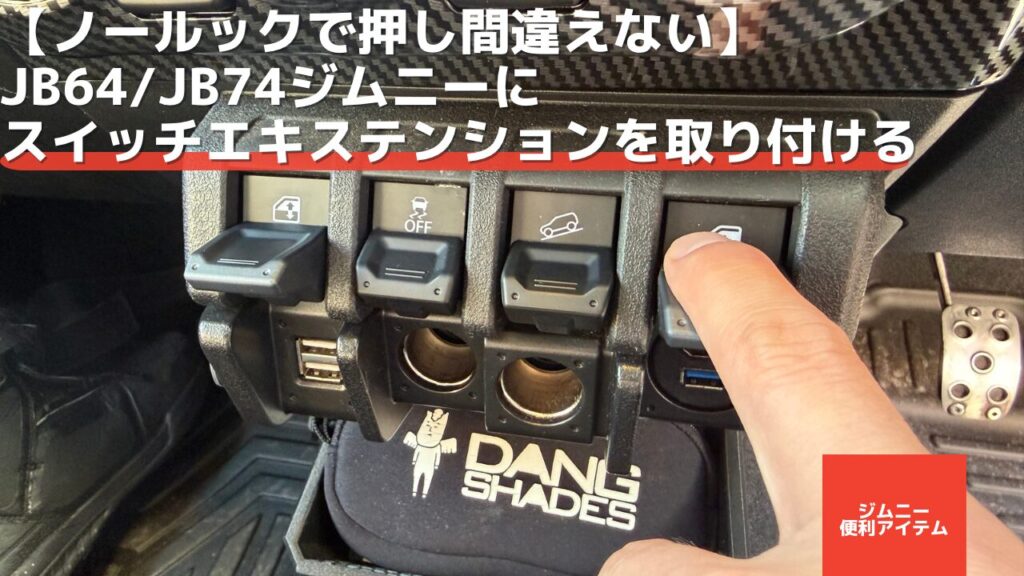 【ノールックで押し間違えない】
JB64/JB74ジムニーに
スイッチエキステンションを取り付ける
OFF
DANG
SHADES
ジムニー
便利アイテム